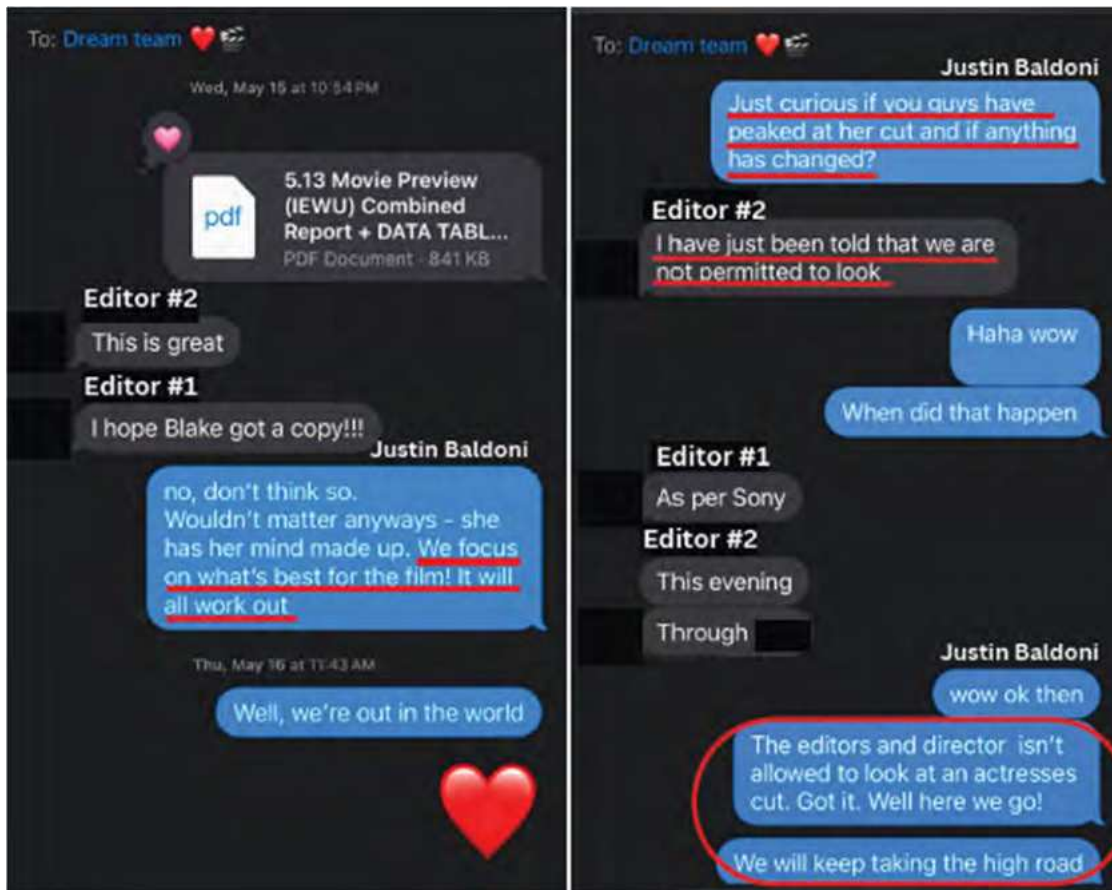 To: Dream team ❤️🎬
Wed, May 15 at 10:54 PM
pdf
5.13 Movie Preview
(IEWU) Combined
Report + DATA TABL...
PDF Document · 841 KB
Editor #2
This is great
Editor #1
I hope Blake got a copy!!!
Justin Baldoni
no, don't think so.
Wouldn't matter anyways – she
has her mind made up. We focus
on what's best for the film! It will
all work out
Thu, May 16 at 11:43 AM
Well, we're out in the world
To: Dream team ❤️🎬
Justin Baldoni
Just curious if you guys have
peaked at her cut and if anything
has changed?
Editor #2
I have just been told that we are
not permitted to look
Haha wow
When did that happen
Editor #1
As per Sony
Editor #2
This evening
Through
Justin Baldoni
wow ok then
The editors and director isn't
allowed to look at an actresses
cut. Got it. Well here we go!
We will keep taking the high road